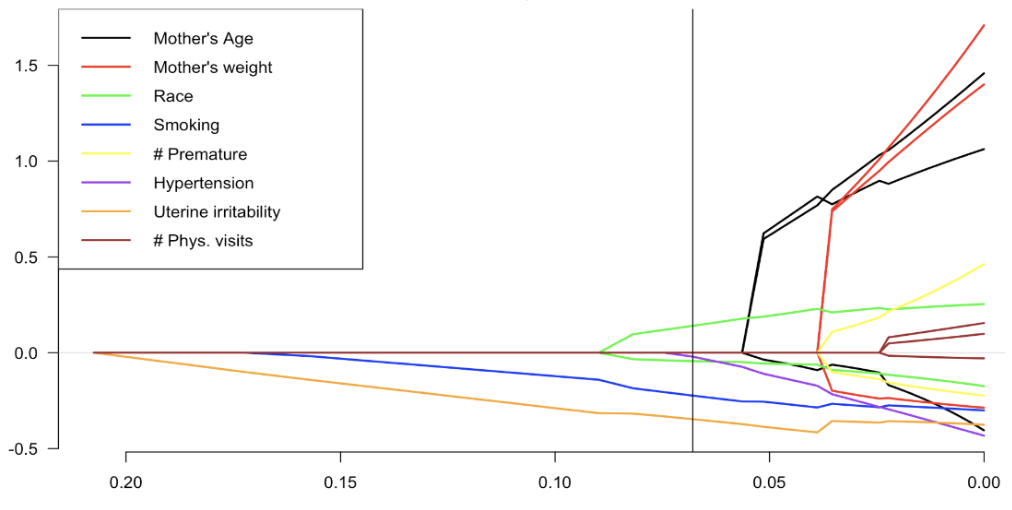 Mother's Age
Mother's weight
Race
Smoking
# Premature
Hypertension
Uterine irritability
# Phys. visits
1.5
1.0
0.5
0.0
-0.5
0.20 0.15 0.10 0.05 0.00